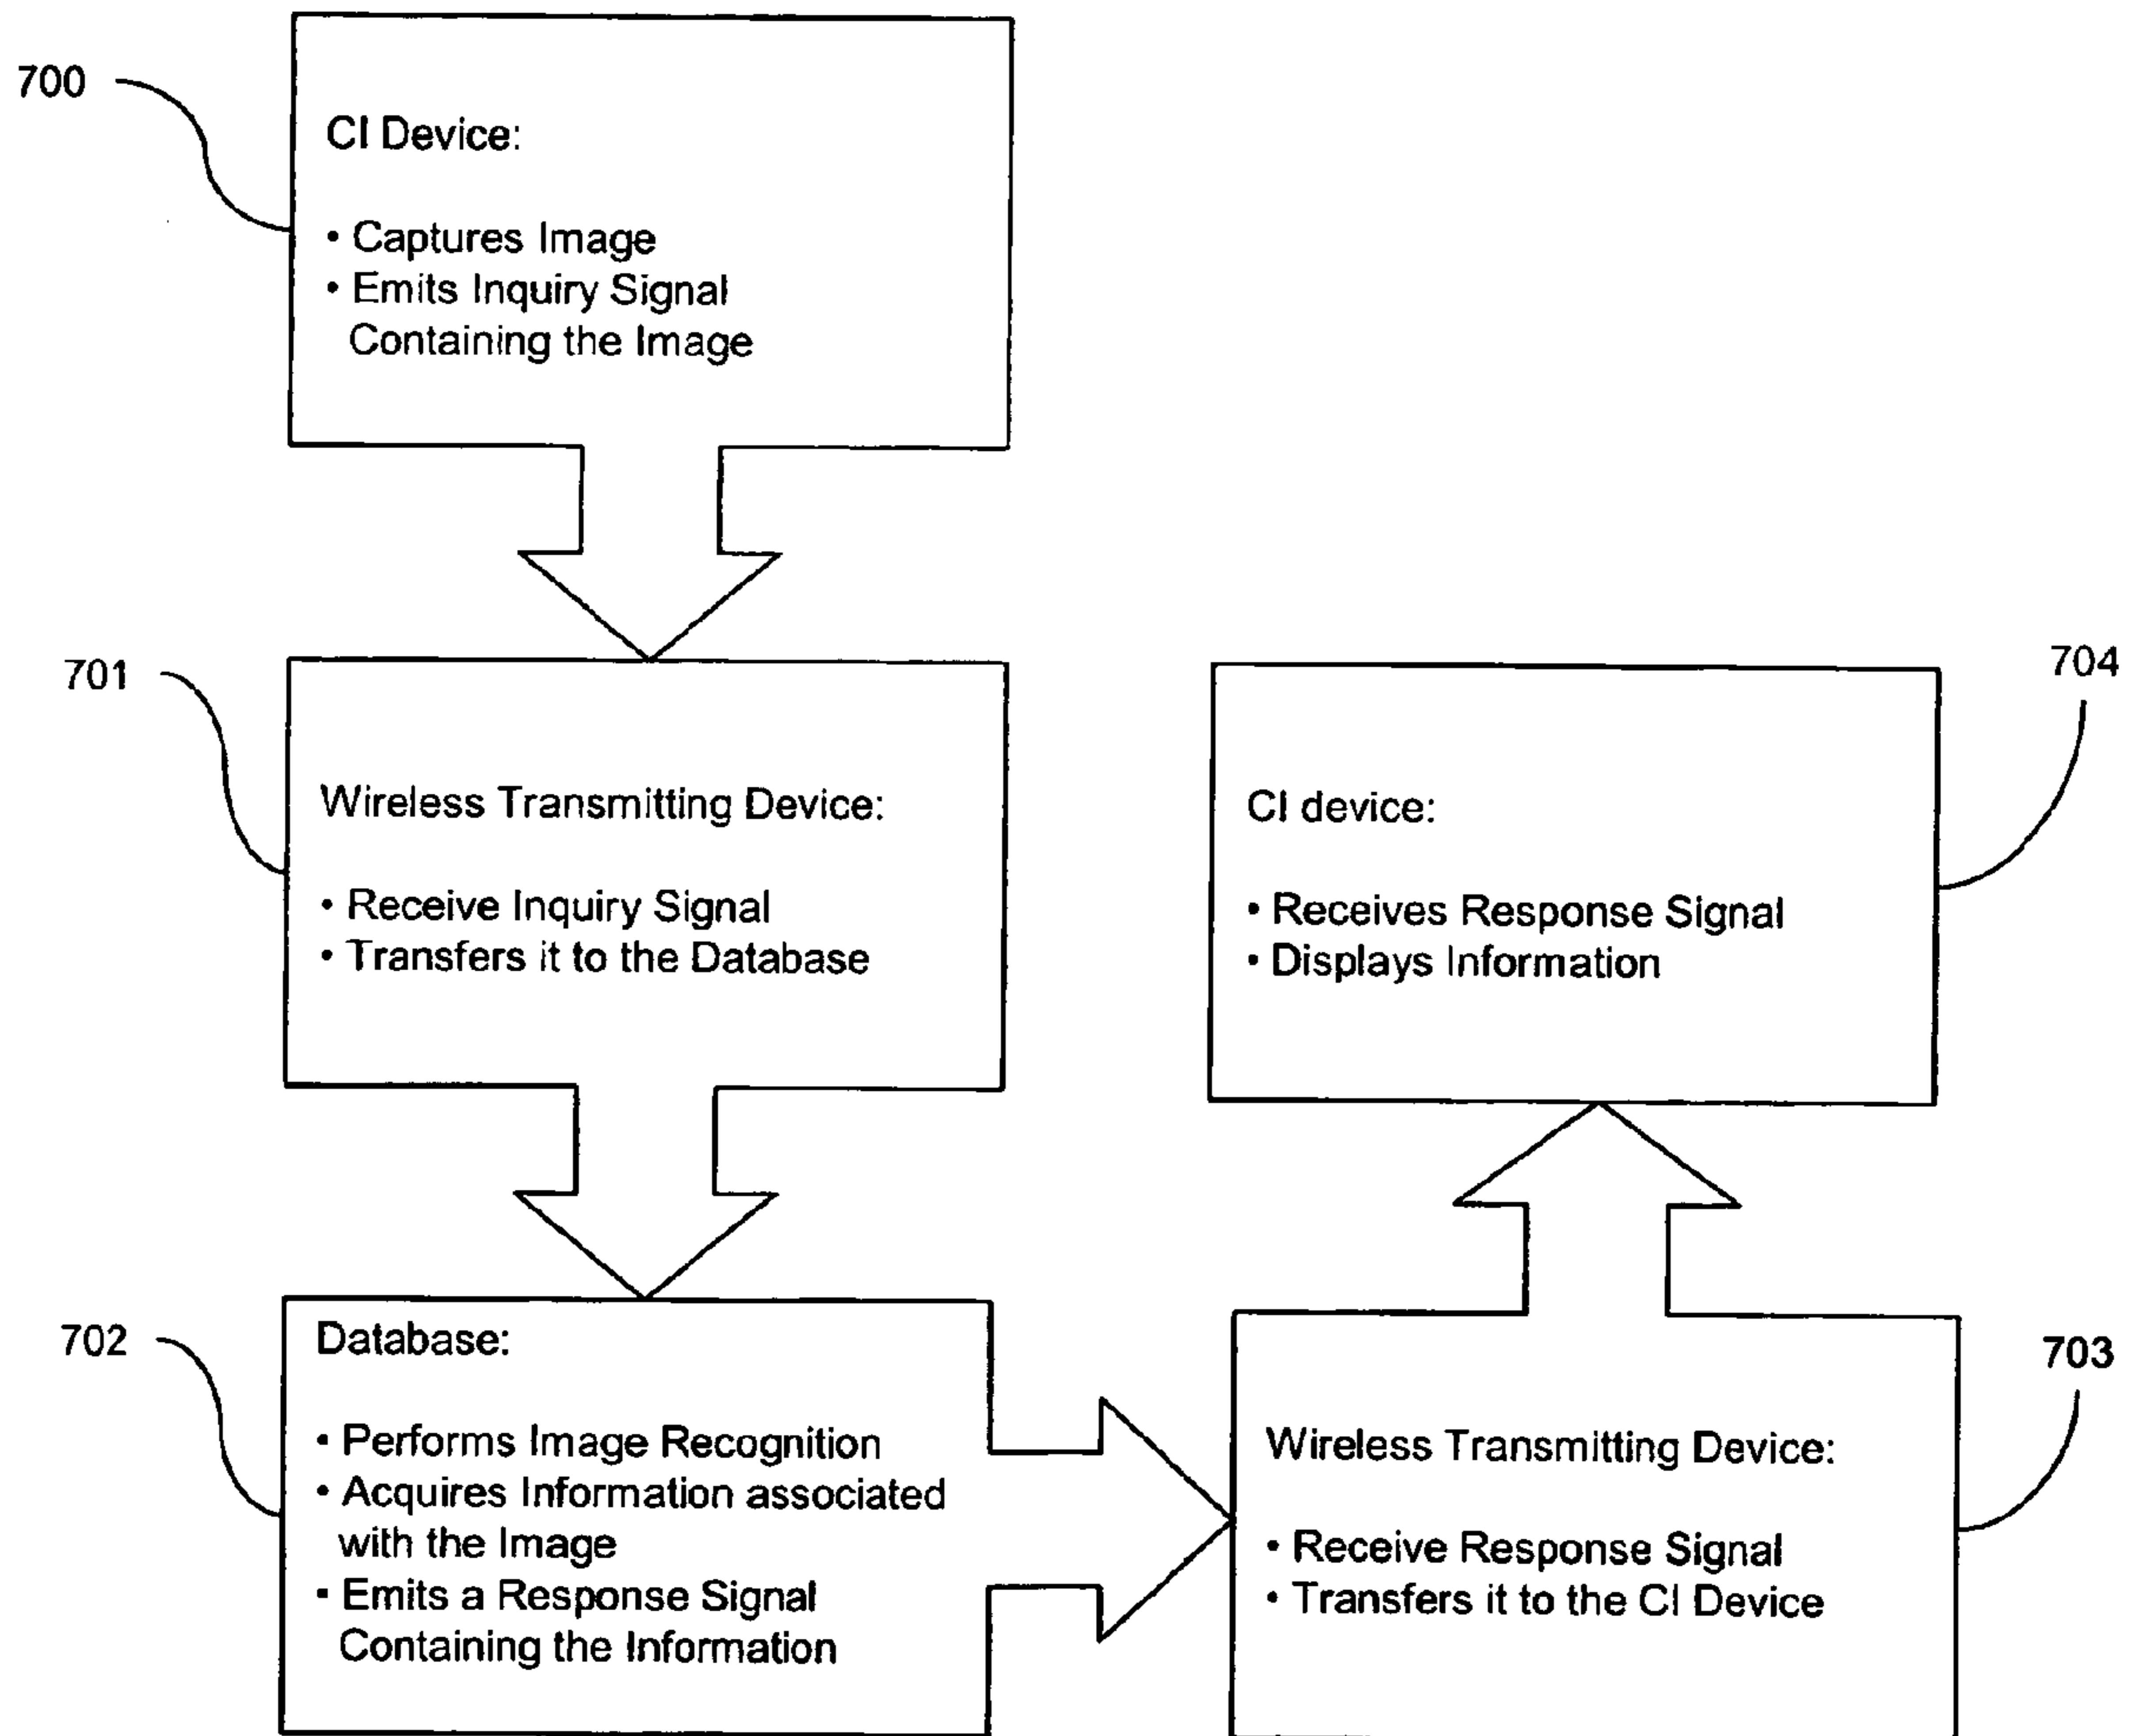 700
CI Device:
• Captures Image
• Emits Inquiry Signal
Containing the Image
701
Wireless Transmitting Device:
• Receive Inquiry Signal
• Transfers it to the Database
702
Database:
• Performs Image Recognition
• Acquires Information associated
with the Image
• Emits a Response Signal
Containing the Information
703
Wireless Transmitting Device:
• Receive Response Signal
• Transfers it to the CI Device
704
CI device:
• Receives Response Signal
• Displays Information